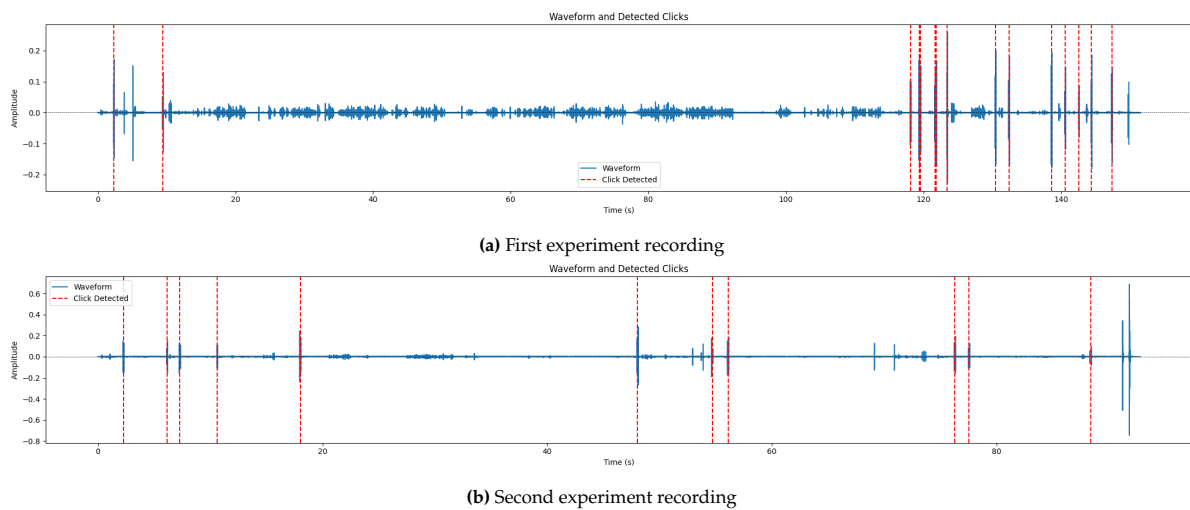 Waveform and Detected Clicks
0.2
0.1
0.0
−0.1
−0.2
Amplitude
Waveform
Click Detected
0 20 40 60 80 100 120 140
Time (s)
(a) First experiment recording
Waveform and Detected Clicks
Waveform
Click Detected
0.6
0.4
0.2
0.0
−0.2
−0.4
−0.6
−0.8
Amplitude
0 20 40 60 80
Time (s)
(b) Second experiment recording